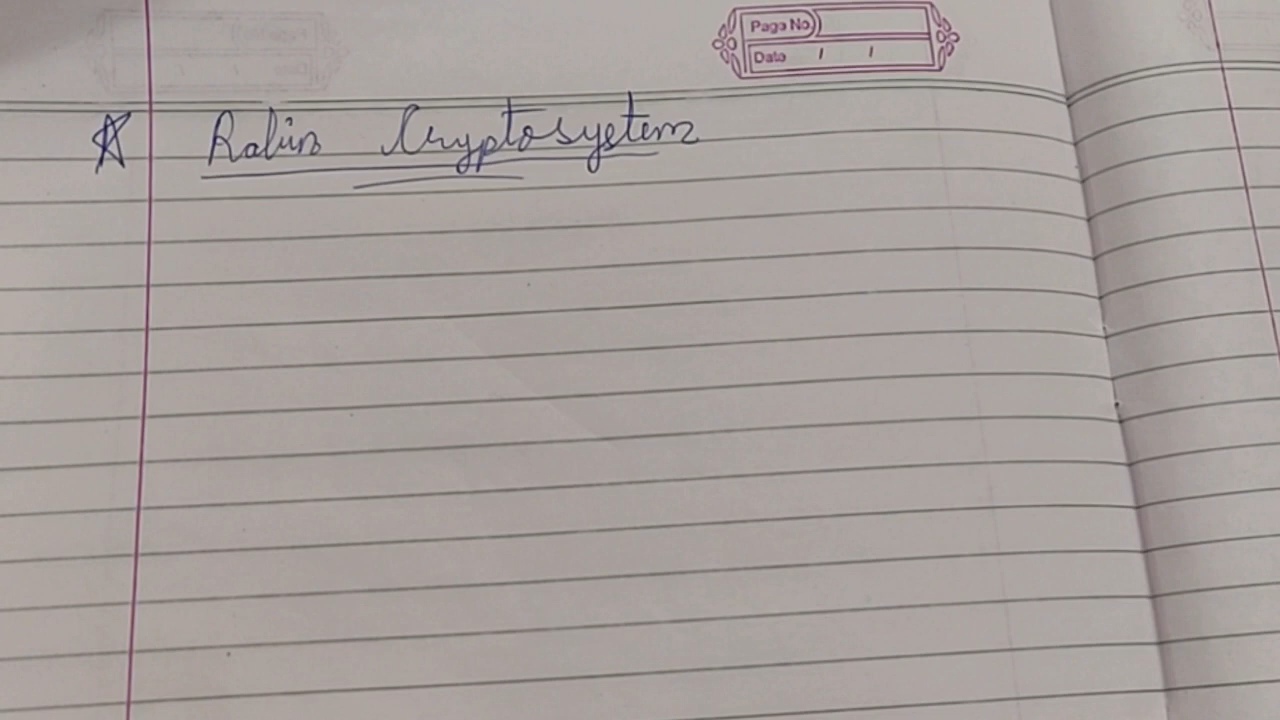 Page No
Date / /
☆ Rabin Cryptosystem